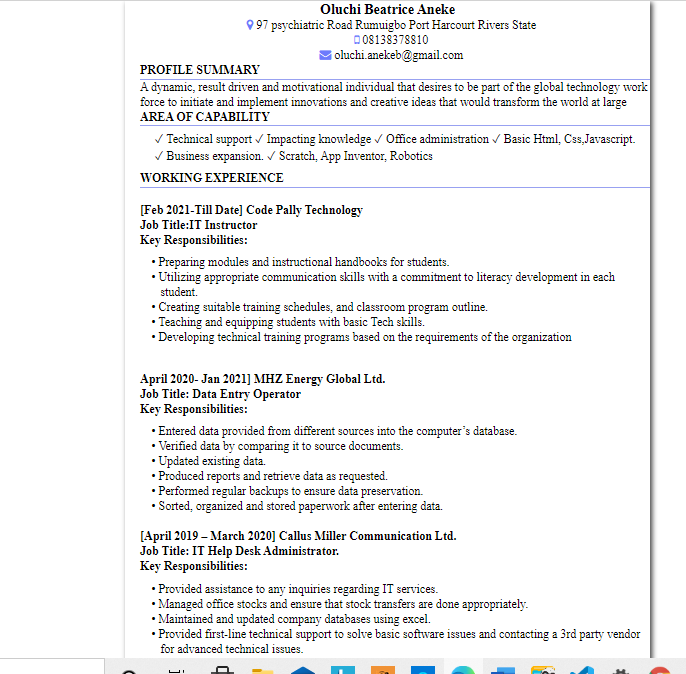 Oluchi Beatrice Aneke
97 psychiatric Road Rumuigbo Port Harcourt Rivers State
08138378810
oluchi.anekeb@gmail.com
PROFILE SUMMARY
A dynamic, result driven and motivational individual that desires to be part of the global technology work
force to initiate and implement innovations and creative ideas that would transform the world at large
AREA OF CAPABILITY
✓ Technical support ✓ Impacting knowledge ✓ Office administration ✓ Basic Html, Css,Javascript.
✓ Business expansion. ✓ Scratch, App Inventor, Robotics
WORKING EXPERIENCE
[Feb 2021-Till Date] Code Pally Technology
Job Title:IT Instructor
Key Responsibilities:
• Preparing modules and instructional handbooks for students.
• Utilizing appropriate communication skills with a commitment to literacy development in each
student.
• Creating suitable training schedules, and classroom program outline.
• Teaching and equipping students with basic Tech skills.
• Developing technical training programs based on the requirements of the organization
April 2020- Jan 2021] MHZ Energy Global Ltd.
Job Title: Data Entry Operator
Key Responsibilities:
• Entered data provided from different sources into the computer’s database.
• Verified data by comparing it to source documents.
• Updated existing data.
• Produced reports and retrieve data as requested.
• Performed regular backups to ensure data preservation.
• Sorted, organized and stored paperwork after entering data.
[April 2019 – March 2020] Callus Miller Communication Ltd.
Job Title: IT Help Desk Administrator.
Key Responsibilities:
• Provided assistance to any inquiries regarding IT services.
• Managed office stocks and ensure that stock transfers are done appropriately.
• Maintained and updated company databases using excel.
• Provided first-line technical support to solve basic software issues and contacting a 3rd party vendor
for advanced technical issues.